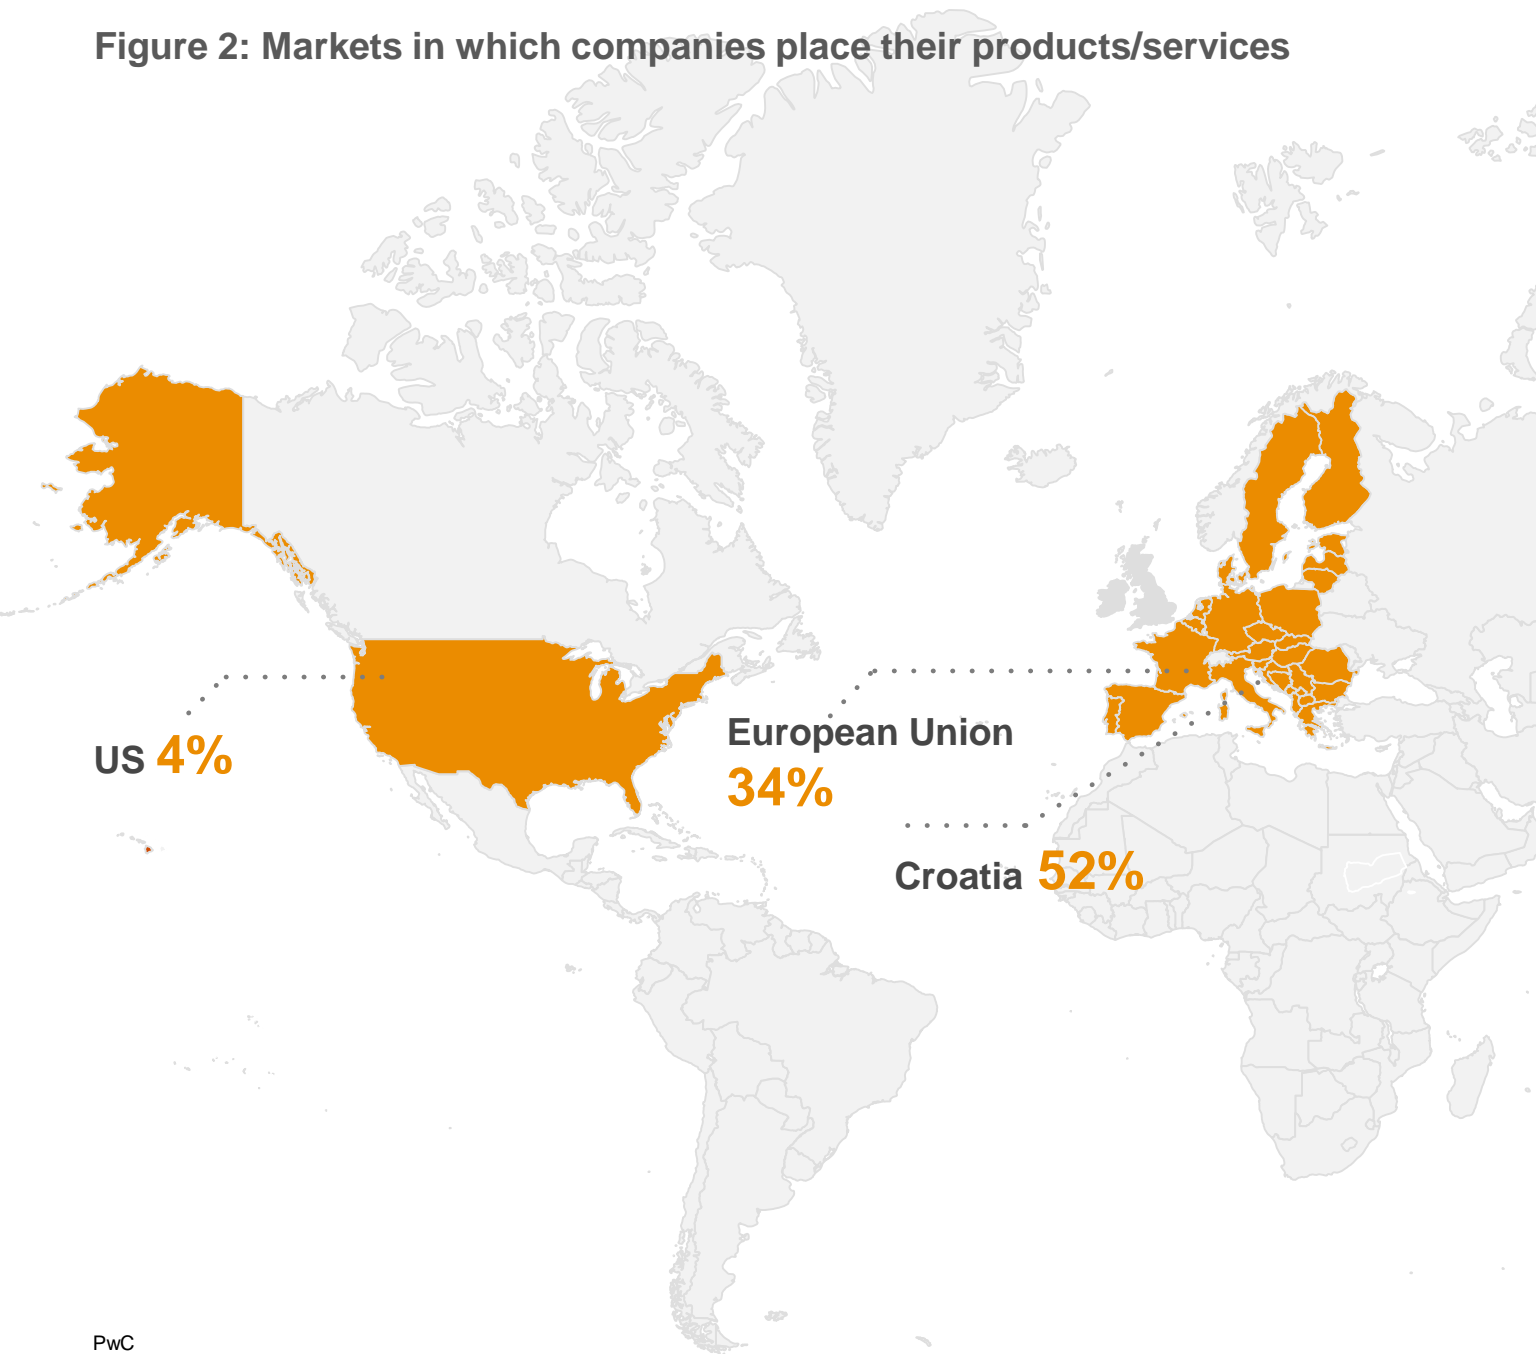 Figure 2: Markets in which companies place their products/services
US 4%
European Union
34%
Croatia 52%
PwC